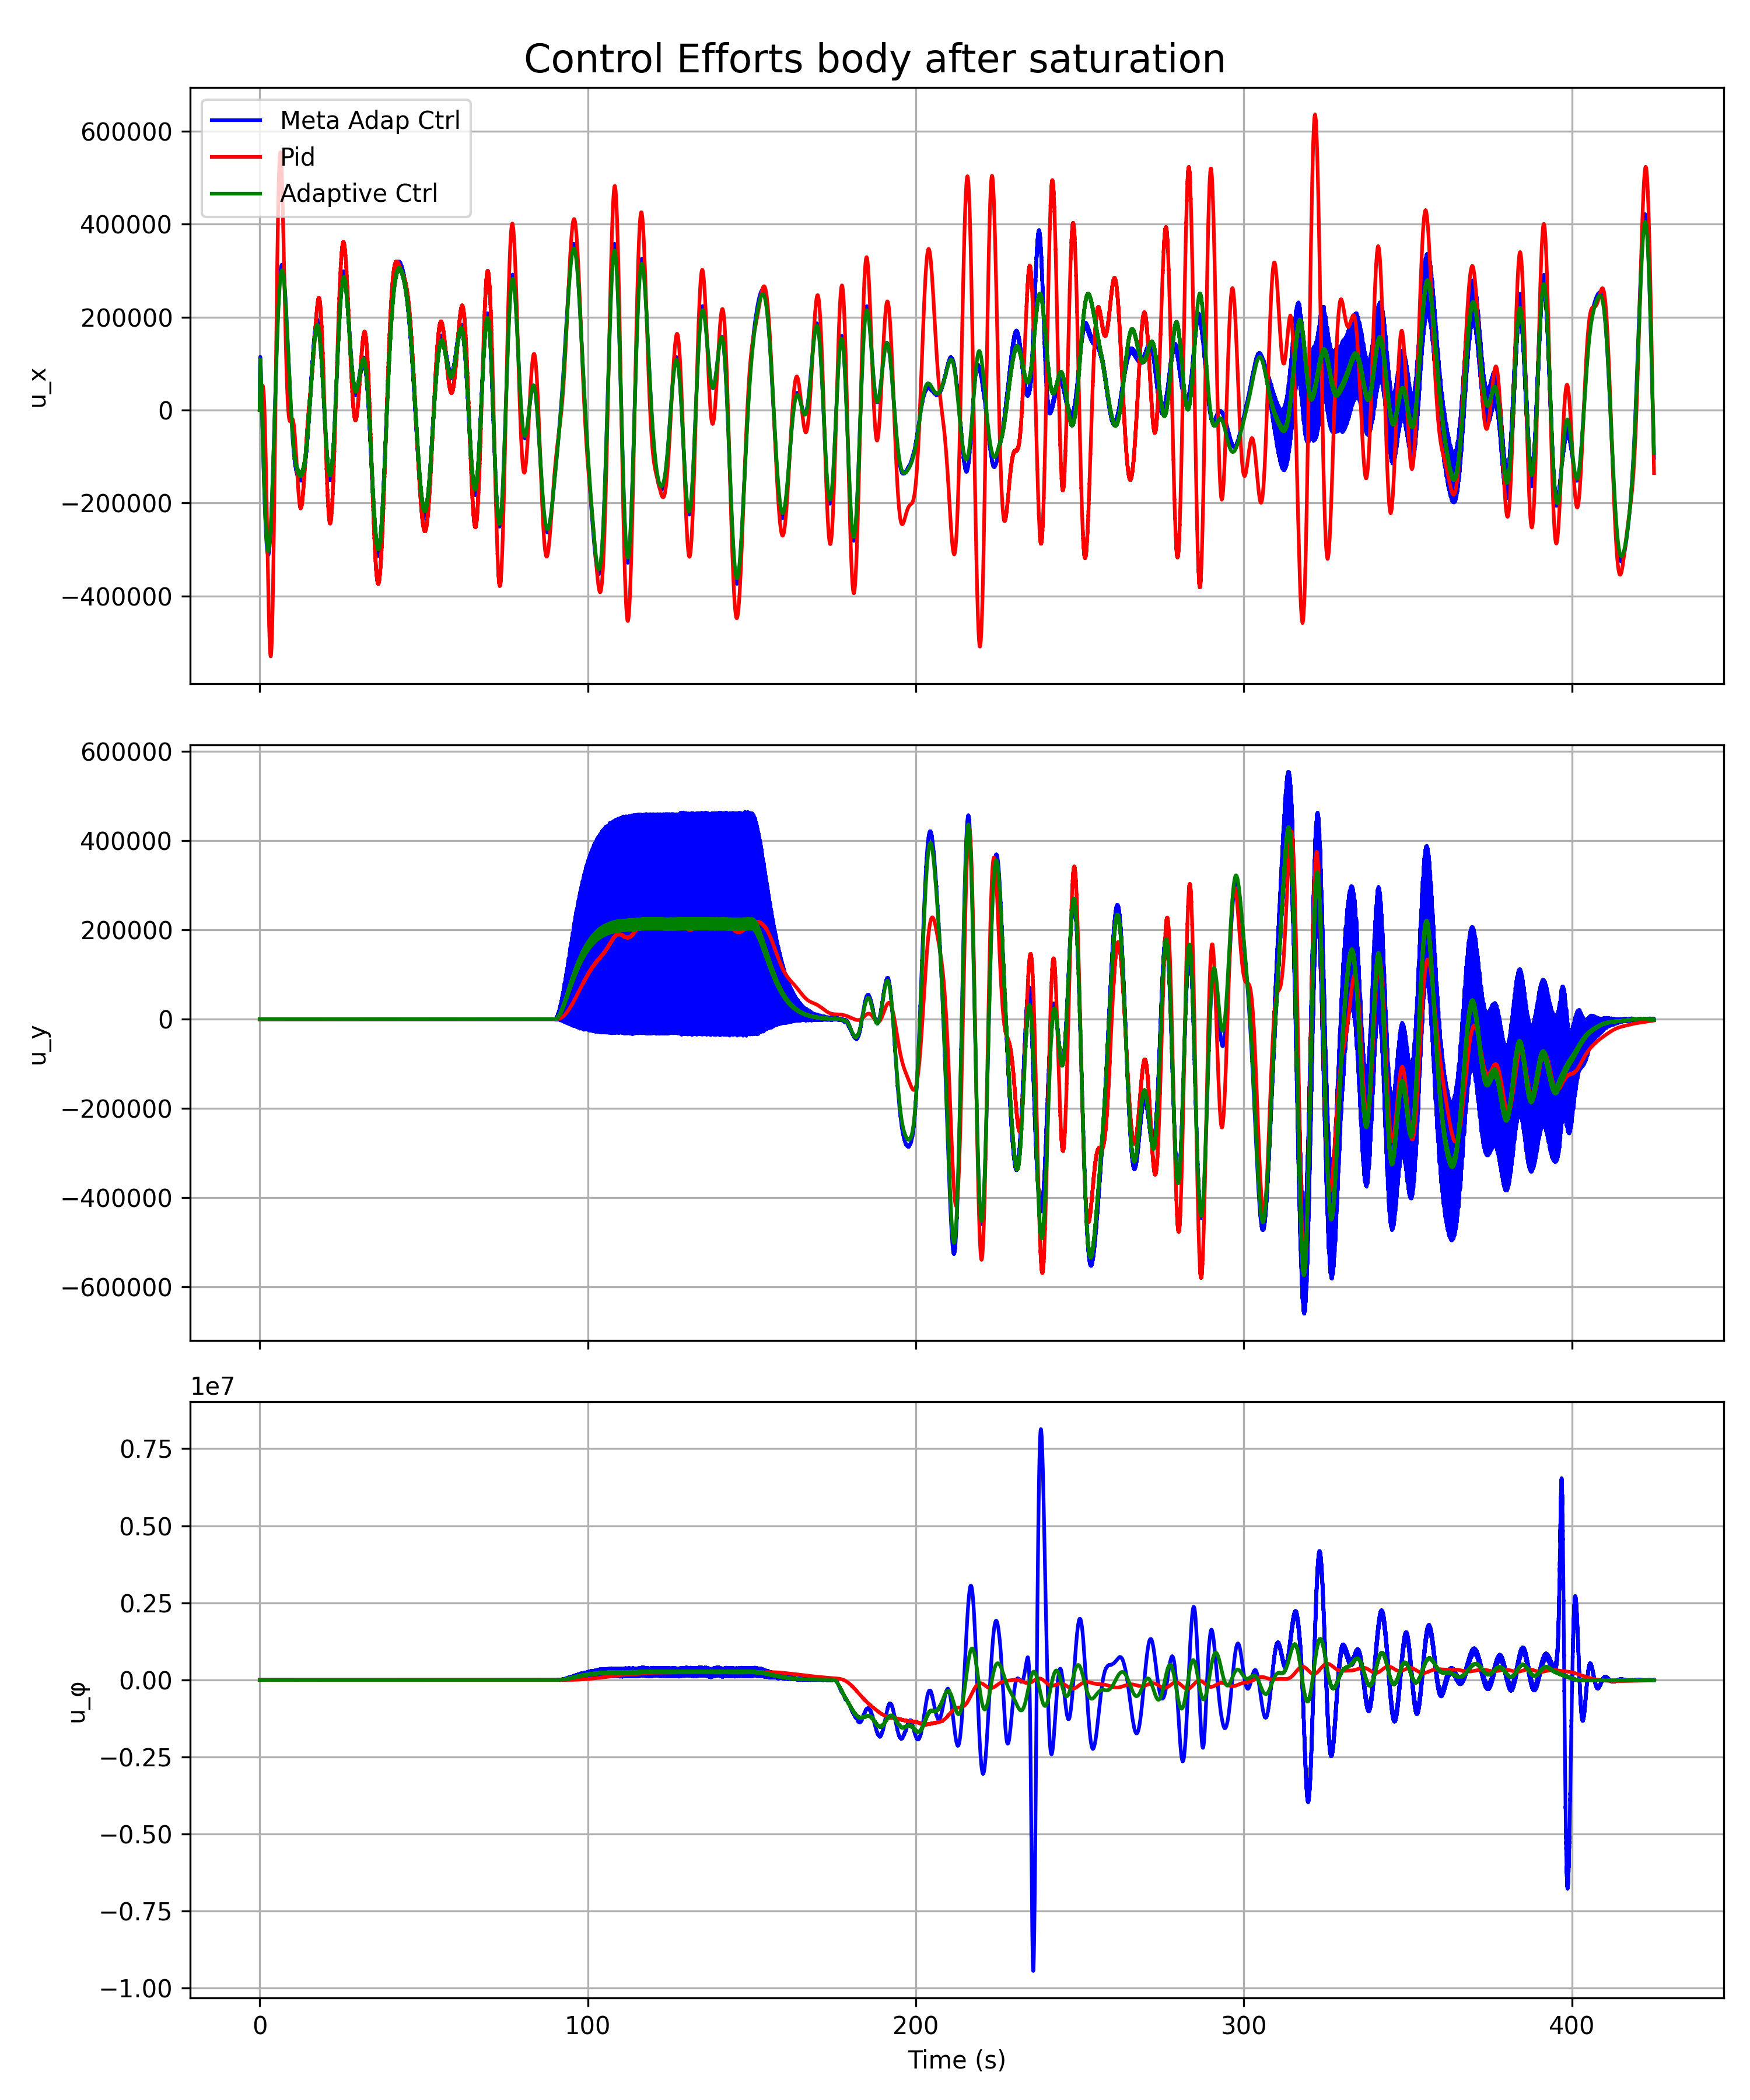 Control Efforts body after saturation
Meta Adap Ctrl
Pid
Adaptive Ctrl
600000
400000
200000
0
−200000
−400000
u_x
600000
400000
200000
0
−200000
−400000
−600000
u_y
1e7
0.75
0.50
0.25
0.00
−0.25
−0.50
−0.75
−1.00
u_φ
0 100 200 300 400
Time (s)